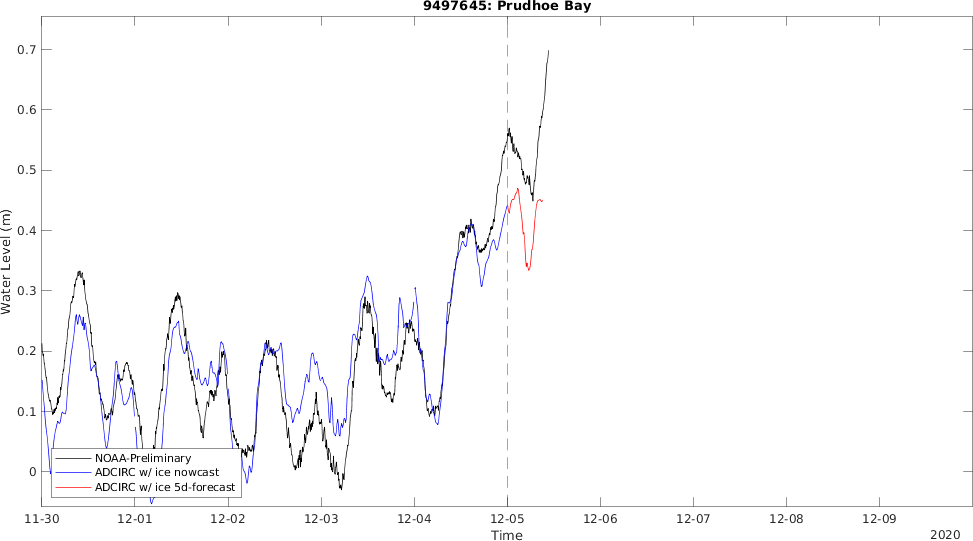 9497645: Prudhoe Bay
0.7
0.6
0.5
0.4
0.3
0.2
0.1
0
Water Level (m)
NOAA-Preliminary
ADCIRC w/ ice nowcast
ADCIRC w/ ice 5d-forecast
11-30 12-01 12-02 12-03 12-04 12-05 12-06 12-07 12-08 12-09
Time
2020